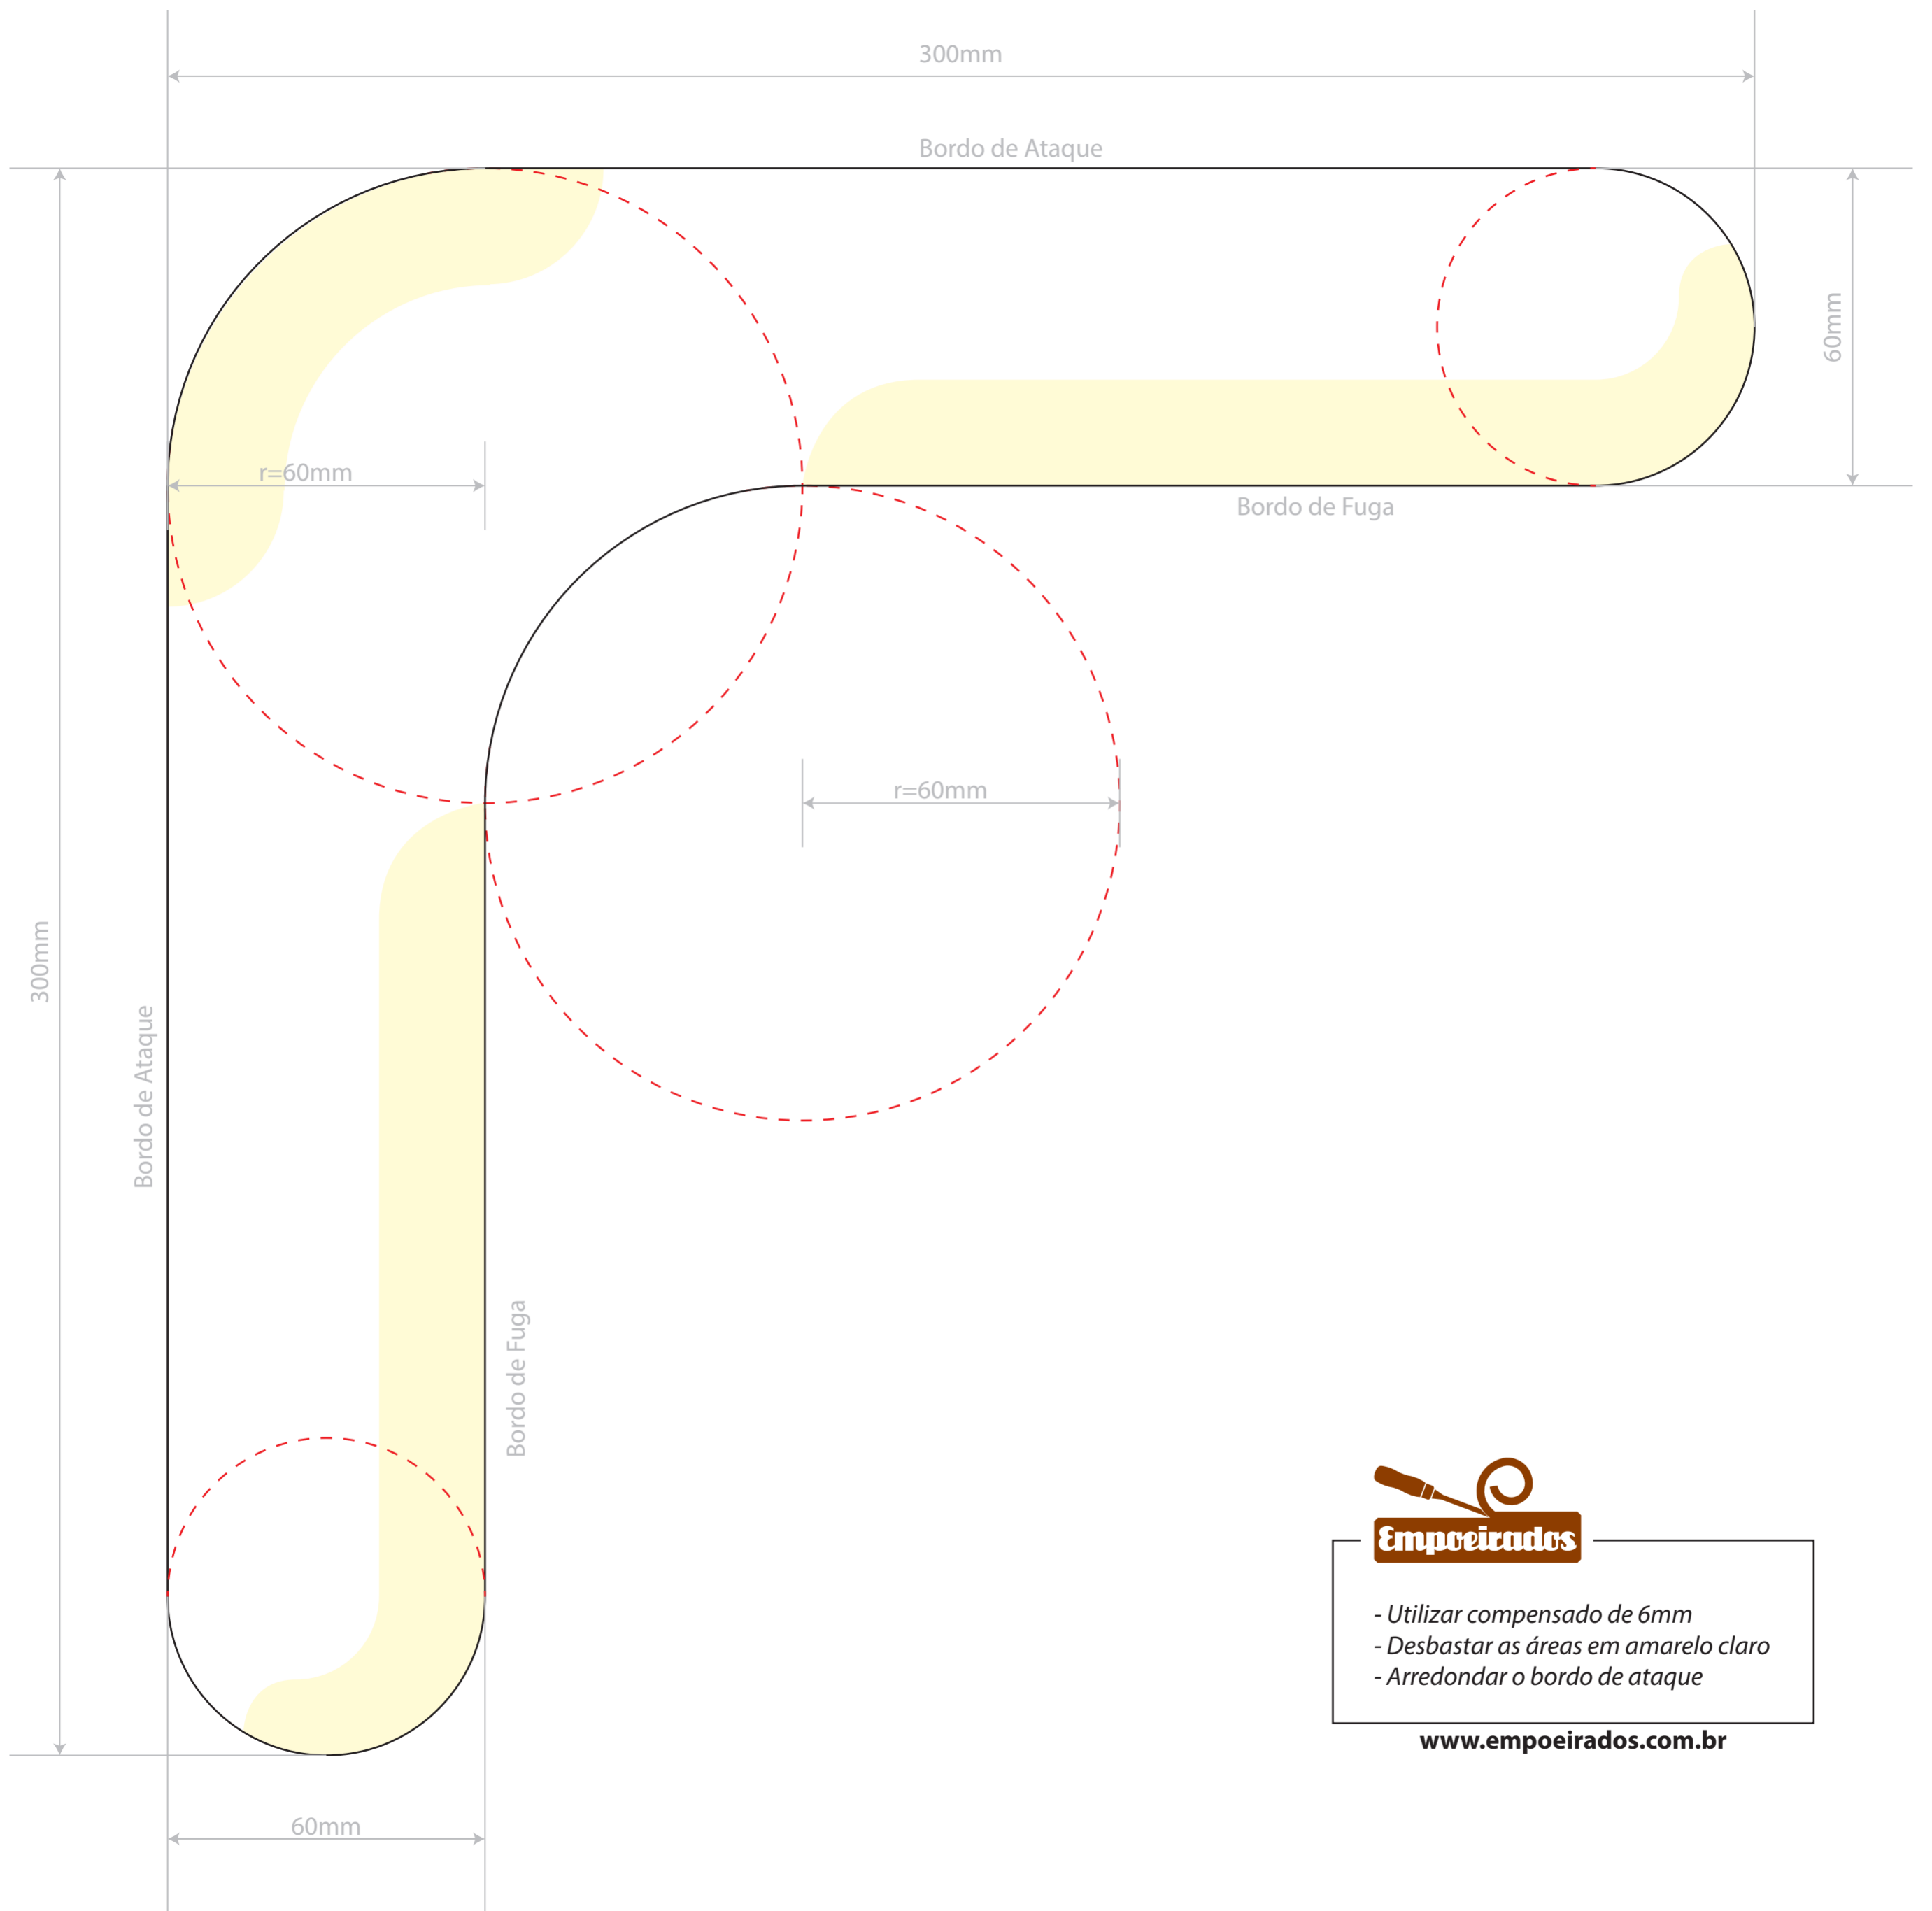 300mm
Bordo de Ataque
60mm
r=60mm
Bordo de Fuga
r=60mm
300mm
Bordo de Ataque
Bordo de Fuga
Empoeirados
- Utilizar compensado de 6mm
- Desbastar as áreas em amarelo claro
- Arredondar o bordo de ataque
www.empoeirados.com.br
60mm